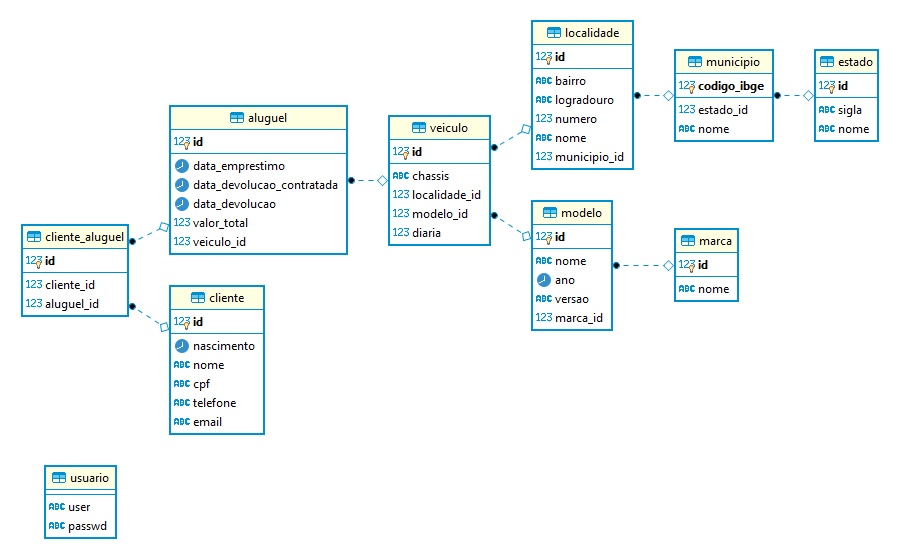 localidade
123 id
ABC bairro
ABC logradouro
123 numero
ABC nome
123 municipio_id
municipio
123 codigo_ibge
123 estado_id
ABC nome
estado
123 id
ABC sigla
ABC nome
aluguel
123 id
data_emprestimo
data_devolucao_contratada
data_devolucao
123 valor_total
123 veiculo_id
veiculo
123 id
ABC chassis
123 localidade_id
123 modelo_id
123 diaria
modelo
123 id
ABC nome
ano
ABC versao
123 marca_id
marca
123 id
ABC nome
cliente_aluguel
123 id
123 cliente_id
123 aluguel_id
cliente
123 id
nascimento
ABC nome
ABC cpf
ABC telefone
ABC email
usuario
ABC user
ABC passwd